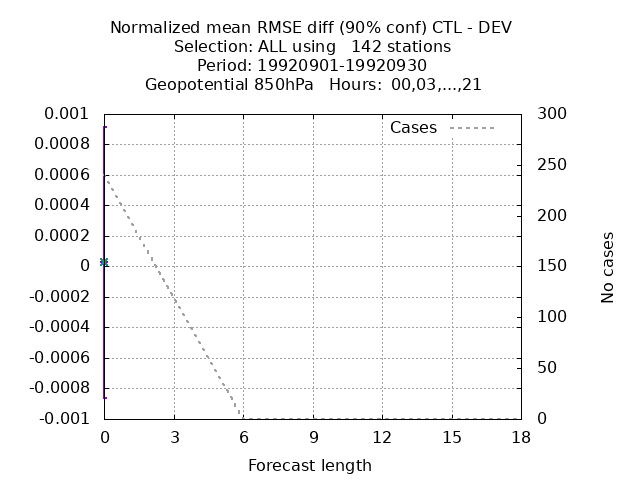 Normalized mean RMSE diff (90% conf) CTL - DEV
Selection: ALL using   142 stations
Period: 19920901-19920930
Geopotential 850hPa   Hours:  00,03,...,21
Cases
0.001
0.0008
0.0006
0.0004
0.0002
0
-0.0002
-0.0004
-0.0006
-0.0008
-0.001
300
250
200
150
100
50
0
No cases
0 3 6 9 12 15 18
Forecast length